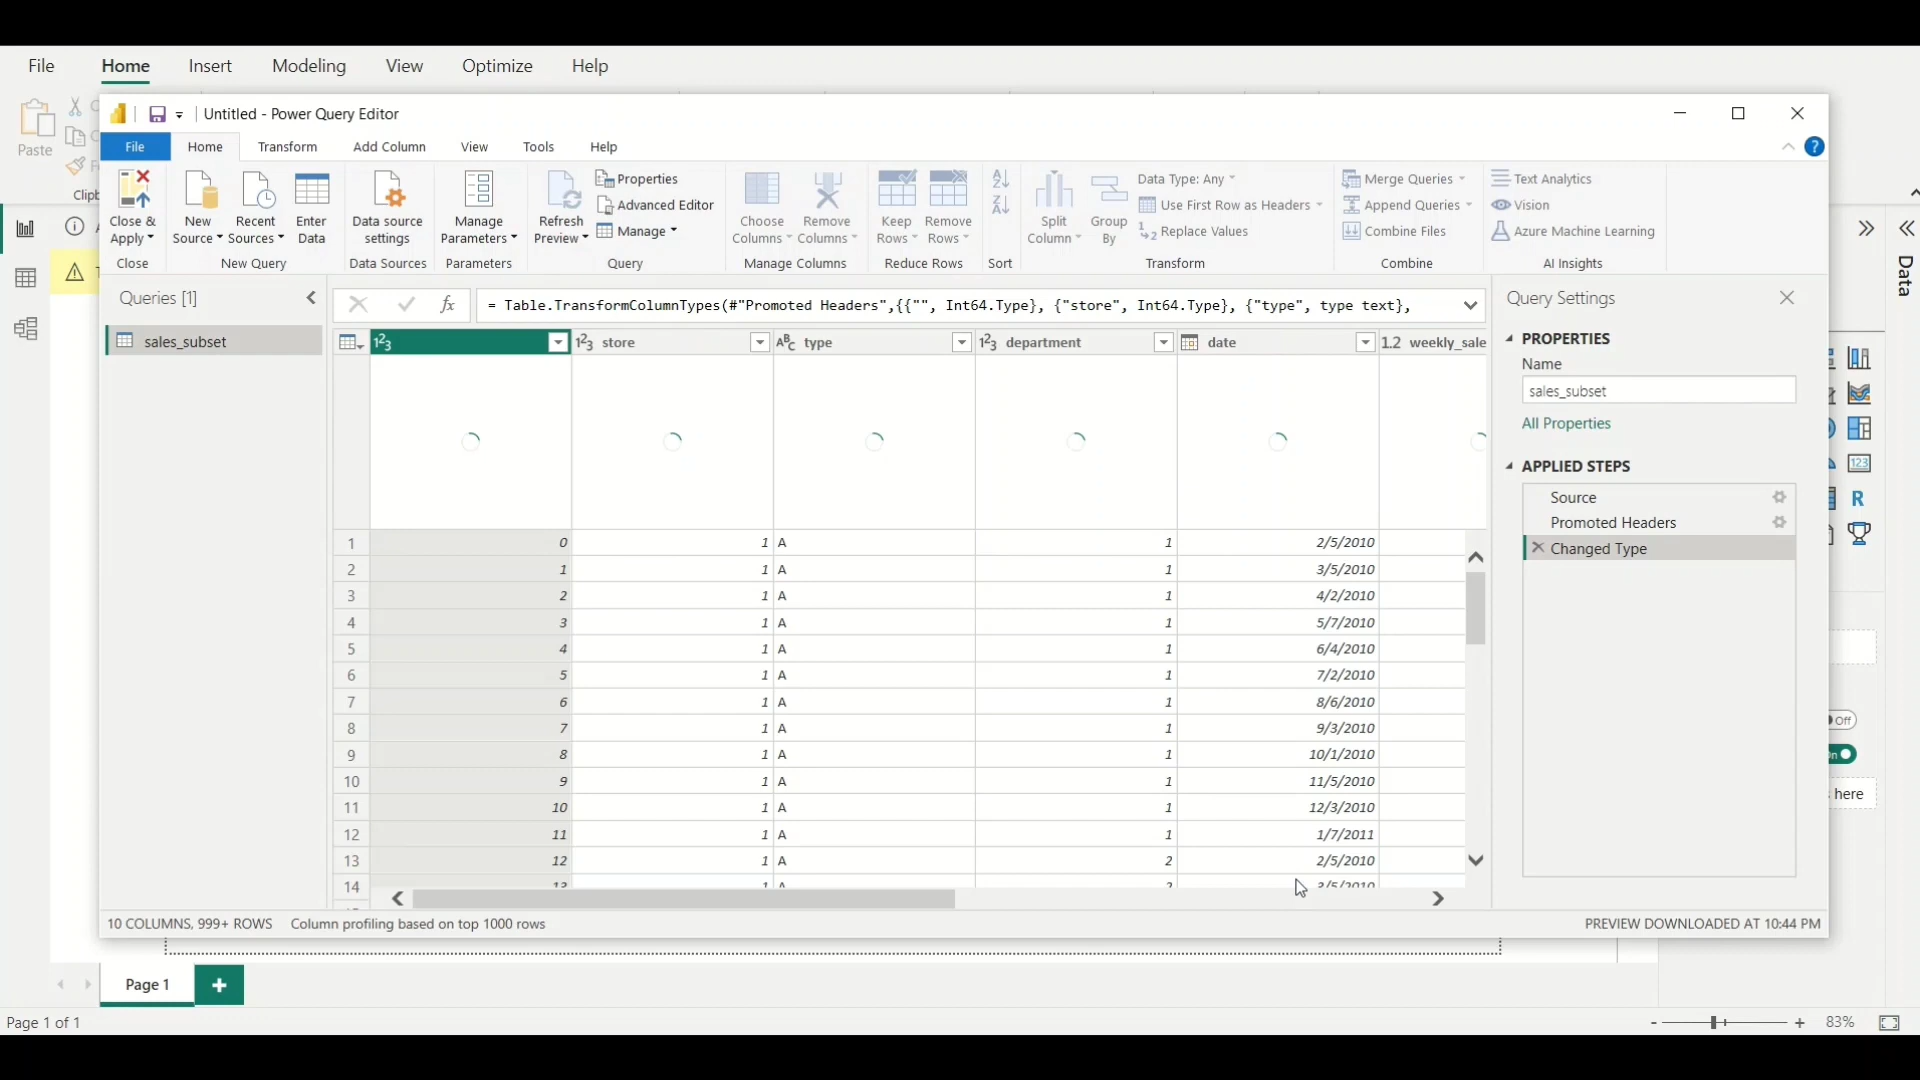 File Home Insert Modeling View Optimize Help
Untitled - Power Query Editor
File Home Transform Add Column View Tools Help
Paste
Close & Apply
Close
New Source
Recent Sources
Enter Data
New Query
Data source settings
Data Sources
Manage Parameters
Parameters
Refresh Preview
Properties
Advanced Editor
Manage
Query
Choose Columns
Remove Columns
Manage Columns
Keep Rows
Remove Rows
Reduce Rows
Sort
Split Column
Group By
Data Type: Any
Use First Row as Headers
Replace Values
Transform
Merge Queries
Append Queries
Combine Files
Combine
Text Analytics
Vision
Azure Machine Learning
AI Insights
Data
Queries [1]
sales_subset
= Table.TransformColumnTypes(#"Promoted Headers",{{"", Int64.Type}, {"store", Int64.Type}, {"type", type text},
123 123 store ABC type 123 department date 1.2 weekly_sale
1 0 1 A 1 2/5/2010
2 1 1 A 1 3/5/2010
3 2 1 A 1 4/2/2010
4 3 1 A 1 5/7/2010
5 4 1 A 1 6/4/2010
6 5 1 A 1 7/2/2010
7 6 1 A 1 8/6/2010
8 7 1 A 1 9/3/2010
9 8 1 A 1 10/1/2010
10 9 1 A 1 11/5/2010
11 10 1 A 1 12/3/2010
12 11 1 A 1 1/7/2011
13 12 1 A 2 2/5/2010
14
Query Settings
PROPERTIES
Name
sales_subset
All Properties
APPLIED STEPS
Source
Promoted Headers
Changed Type
123
R
Off
here
10 COLUMNS, 999+ ROWS Column profiling based on top 1000 rows
PREVIEW DOWNLOADED AT 10:44 PM
Page 1
Page 1 of 1
83%